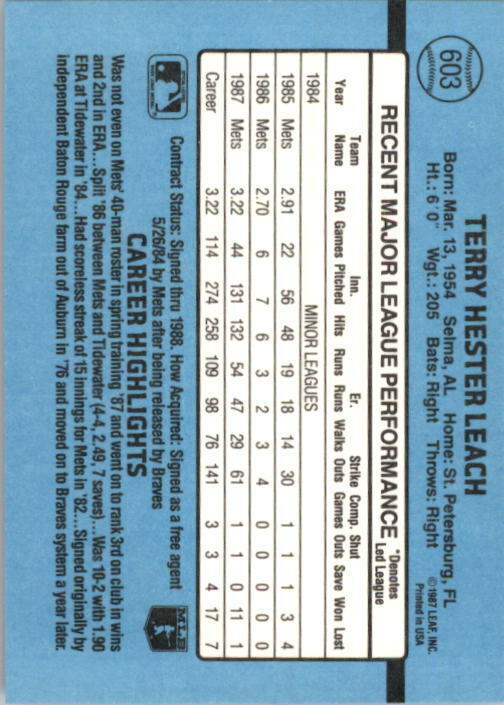 603
TERRY HESTER LEACH
Born: Mar. 13, 1954 Selma, AL Home: St. Petersburg, FL
Ht.: 6' 0" Wgt.: 205 Bats: Right Throws: Right
©1987 LEAF, INC.
Printed in USA
RECENT MAJOR LEAGUE PERFORMANCE
*Denotes
Led League
Year Team Name ERA Games Inn. Pitched Hits Runs Er. Runs Walks Strike Outs Comp. Games Shut Outs Save Won Lost
1984 MINOR LEAGUES
1985 Mets 2.91 22 56 48 19 18 14 30 1 1 1 3 4
1986 Mets 2.70 6 7 6 3 2 3 4 0 0 0 0 0
1987 Mets 3.22 44 131 132 54 47 29 61 1 1 0 11 1
Career 3.22 114 274 258 109 98 76 141 3 3 4 17 7
Contract Status: Signed thru 1988. How Acquired: Signed as a free agent
5/26/84 by Mets after being released by Braves
MLB
CAREER HIGHLIGHTS
Was not even on Mets' 40-man roster in spring training '87 and went on to rank 3rd on club in wins
and 2nd in ERA... Split '86 between Mets and Tidewater (4-4, 2.49, 7 saves)... Was 10-2 with 1.90
ERA at Tidewater in '84... Had scoreless streak of 15 innings for Mets in '82... Signed originally by
independent Baton Rouge farm out of Auburn in '76 and moved on to Braves system a year later.